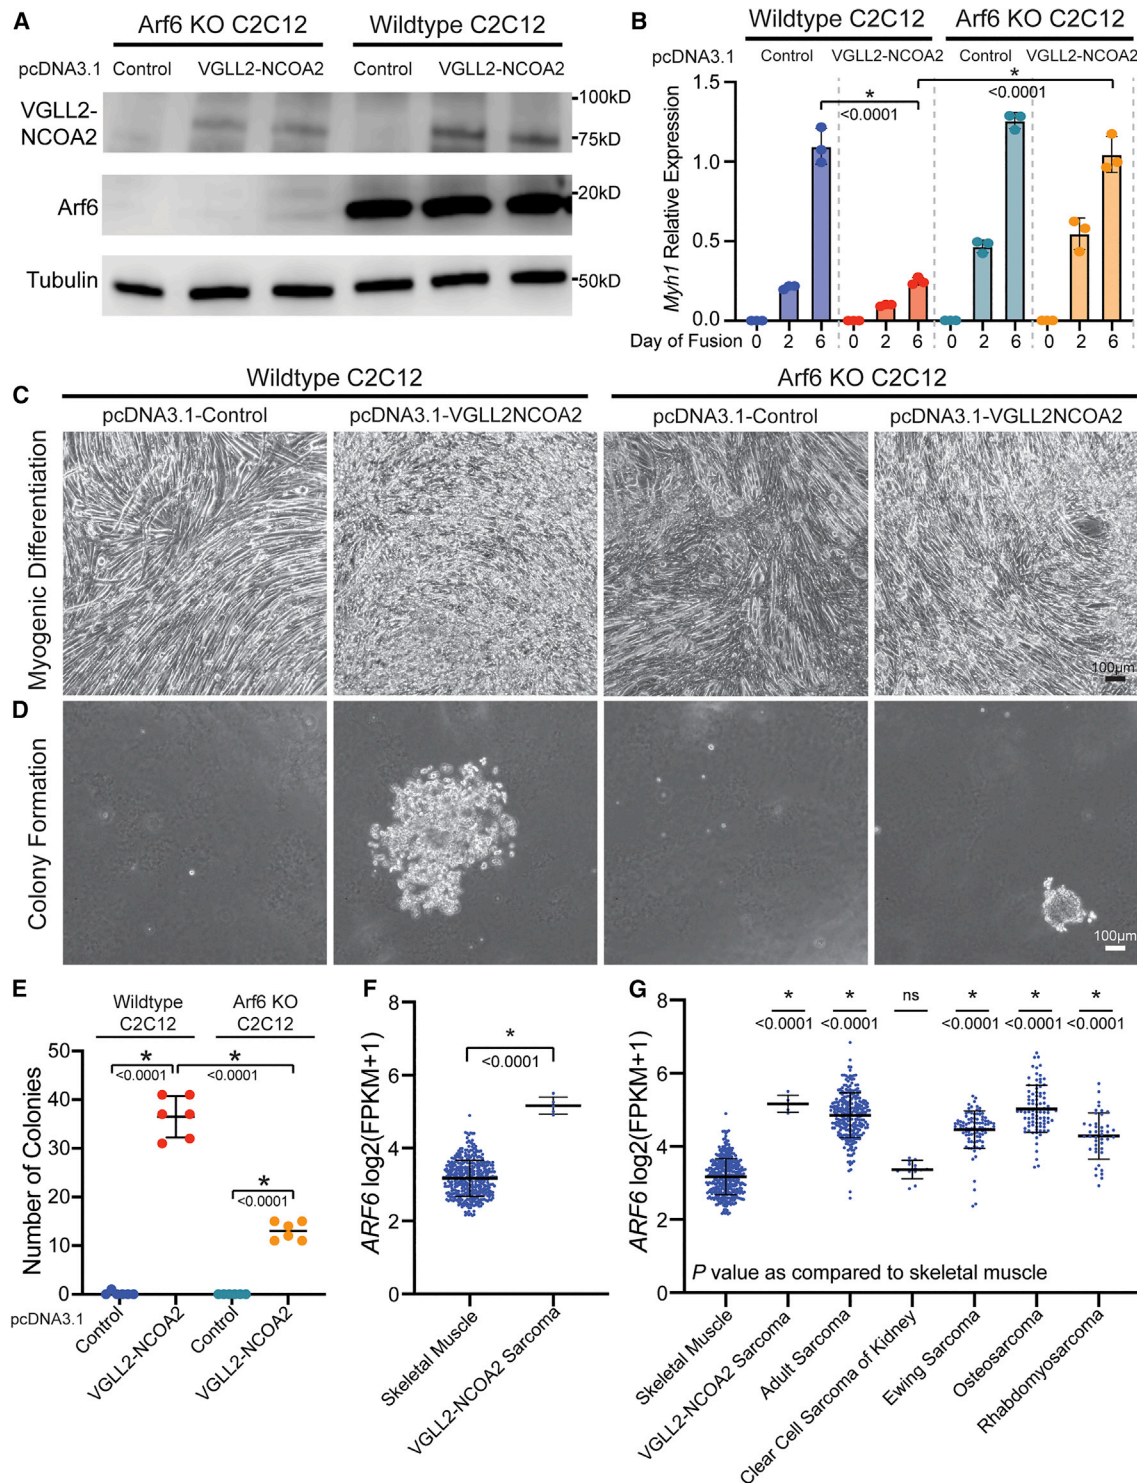 A
Arf6 KO C2C12
Wildtype C2C12
pcDNA3.1 Control VGLL2-NCOA2 Control VGLL2-NCOA2
VGLL2-
NCOA2
-100kD
75kD
Arf6
-20kD
Tubulin
-50kD
B
Wildtype C2C12
Arf6 KO C2C12
pcDNA3.1 Control VGLL2-NCOA2 Control VGLL2-NCOA2
Myh1 Relative Expression
1.5
1.0
0.5
0.0
*
<0.0001
*
<0.0001
Day of Fusion 0 2 6 0 2 6 0 2 6 0 2 6
Wildtype C2C12
Arf6 KO C2C12
C
pcDNA3.1-Control
pcDNA3.1-VGLL2NCOA2
pcDNA3.1-Control
pcDNA3.1-VGLL2NCOA2
Myogenic Differentiation
100µm
D
Colony Formation
100µm
E
Wildtype
C2C12
Arf6 KO
C2C12
Number of Colonies
50
40
30
20
10
0
*
<0.0001
*
<0.0001
*
<0.0001
pcDNA3.1
Control
VGLL2-NCOA2
Control
VGLL2-NCOA2
F
ARF6 log2(FPKM+1)
8
6
4
2
0
*
<0.0001
Skeletal Muscle
VGLL2-NCOA2 Sarcoma
G
ARF6 log2(FPKM+1)
8
6
4
2
0
* * ns * * *
<0.0001 <0.0001 <0.0001 <0.0001 <0.0001
P value as compared to skeletal muscle
Skeletal Muscle
VGLL2-NCOA2 Sarcoma
Adult Sarcoma
Clear Cell Sarcoma of Kidney
Ewing Sarcoma
Osteosarcoma
Rhabdomyosarcoma